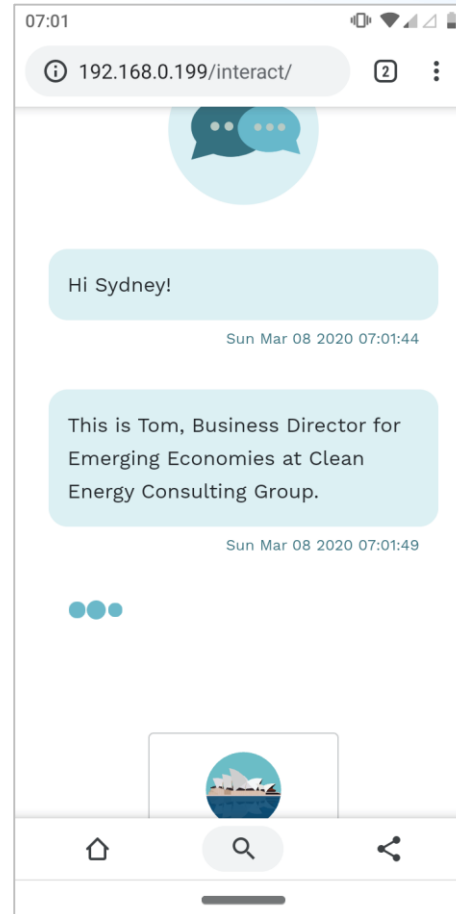 07:01
192.168.0.199/interact/
2
Hi Sydney!
Sun Mar 08 2020 07:01:44
This is Tom, Business Director for
Emerging Economies at Clean
Energy Consulting Group.
Sun Mar 08 2020 07:01:49